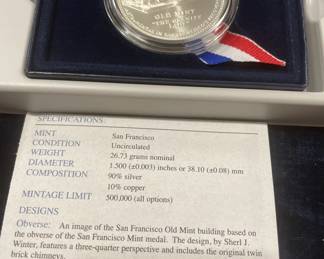 OLD MINT
SPECIFICATIONS
MINT San Francisco
CONDITION Uncirculated
WEIGHT 26.73 grams nominal
DIAMETER 1.500 (±0.003) inches or 38.10 (±0.08) mm
COMPOSITION 90% silver
10% copper
MINTAGE LIMIT 500,000 (all options)
DESIGNS
Obverse: An image of the San Francisco Old Mint building based on
the obverse of the San Francisco Mint medal. The design, by Sherl J.
Winter, features a three-quarter perspective and includes the original twin
brick chimneys.